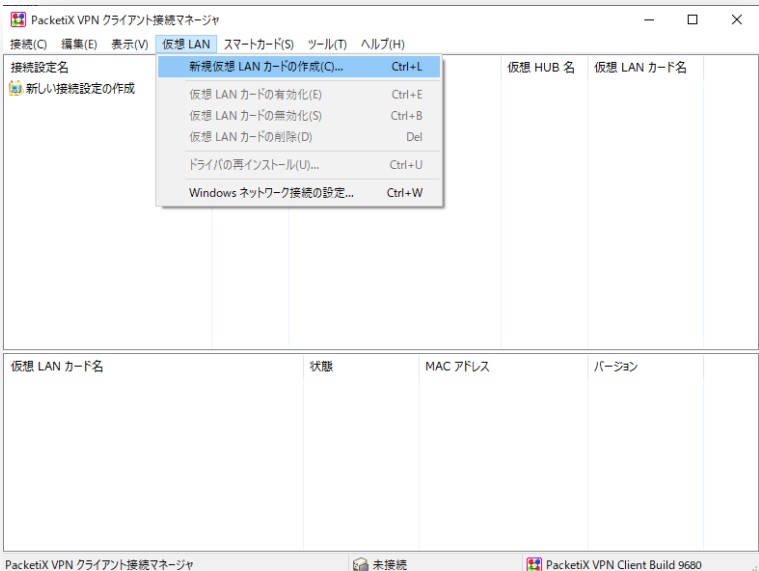 PacketiX VPN クライアント接続マネージャ
接続(C) 編集(E) 表示(V) 仮想 LAN スマートカード(S) ツール(T) ヘルプ(H)
接続設定名 仮想 HUB 名 仮想 LAN カード名
新しい接続設定の作成
新規仮想 LAN カードの作成(C)... Ctrl+L
仮想 LAN カードの有効化(E) Ctrl+E
仮想 LAN カードの無効化(S) Ctrl+B
仮想 LAN カードの削除(D) Del
ドライバの再インストール(U)... Ctrl+U
Windows ネットワーク接続の設定... Ctrl+W
仮想 LAN カード名 状態 MAC アドレス バージョン
PacketiX VPN クライアント接続マネージャ 未接続 PacketiX VPN Client Build 9680